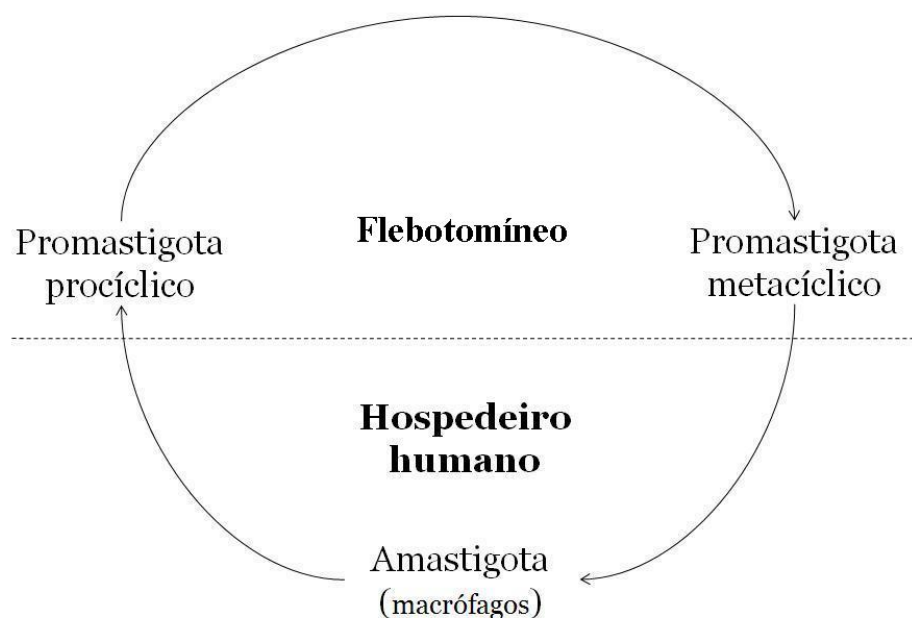 Flebotomíneo
Promastigota
procíclico
Promastigota
metacíclico
Hospedeiro
humano
Amastigota
(macrófagos)